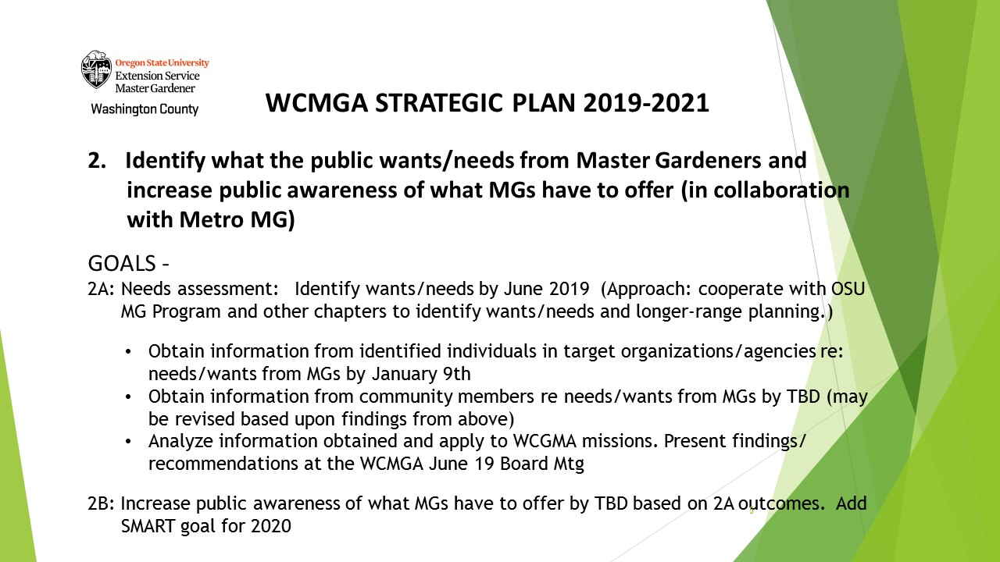 Oregon State University
Extension Service
Master Gardener
Washington County
WCMGA STRATEGIC PLAN 2019-2021
2. Identify what the public wants/needs from Master Gardeners and
increase public awareness of what MGs have to offer (in collaboration
with Metro MG)
GOALS -
2A: Needs assessment: Identify wants/needs by June 2019 (Approach: cooperate with OSU
MG Program and other chapters to identify wants/needs and longer-range planning.)
• Obtain information from identified individuals in target organizations/agencies re:
needs/wants from MGs by January 9th
• Obtain information from community members re needs/wants from MGs by TBD (may
be revised based upon findings from above)
• Analyze information obtained and apply to WCGMA missions. Present findings/
recommendations at the WCMGA June 19 Board Mtg
2B: Increase public awareness of what MGs have to offer by TBD based on 2A outcomes. Add
SMART goal for 2020